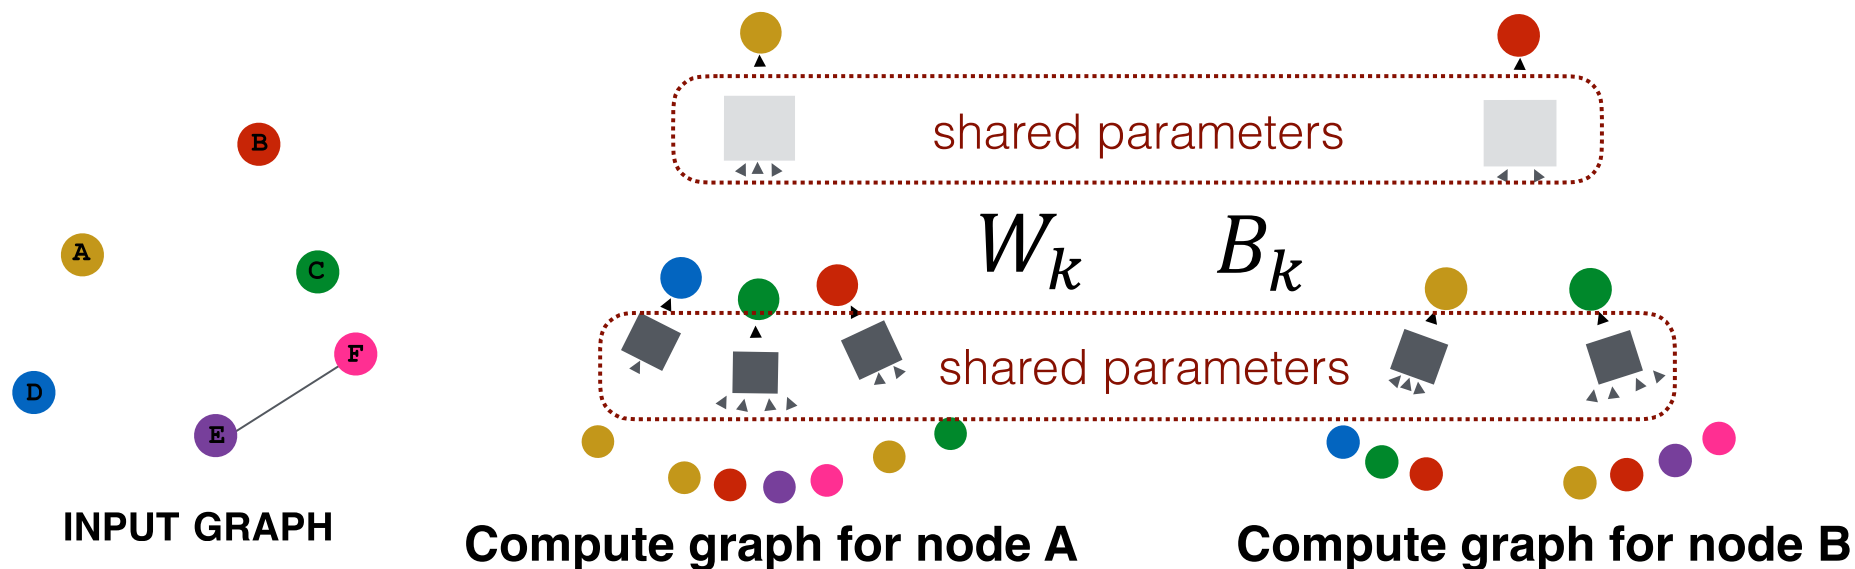 B
A
C
F
D
E
INPUT GRAPH
shared parameters
W_k B_k
shared parameters
Compute graph for node A
Compute graph for node B